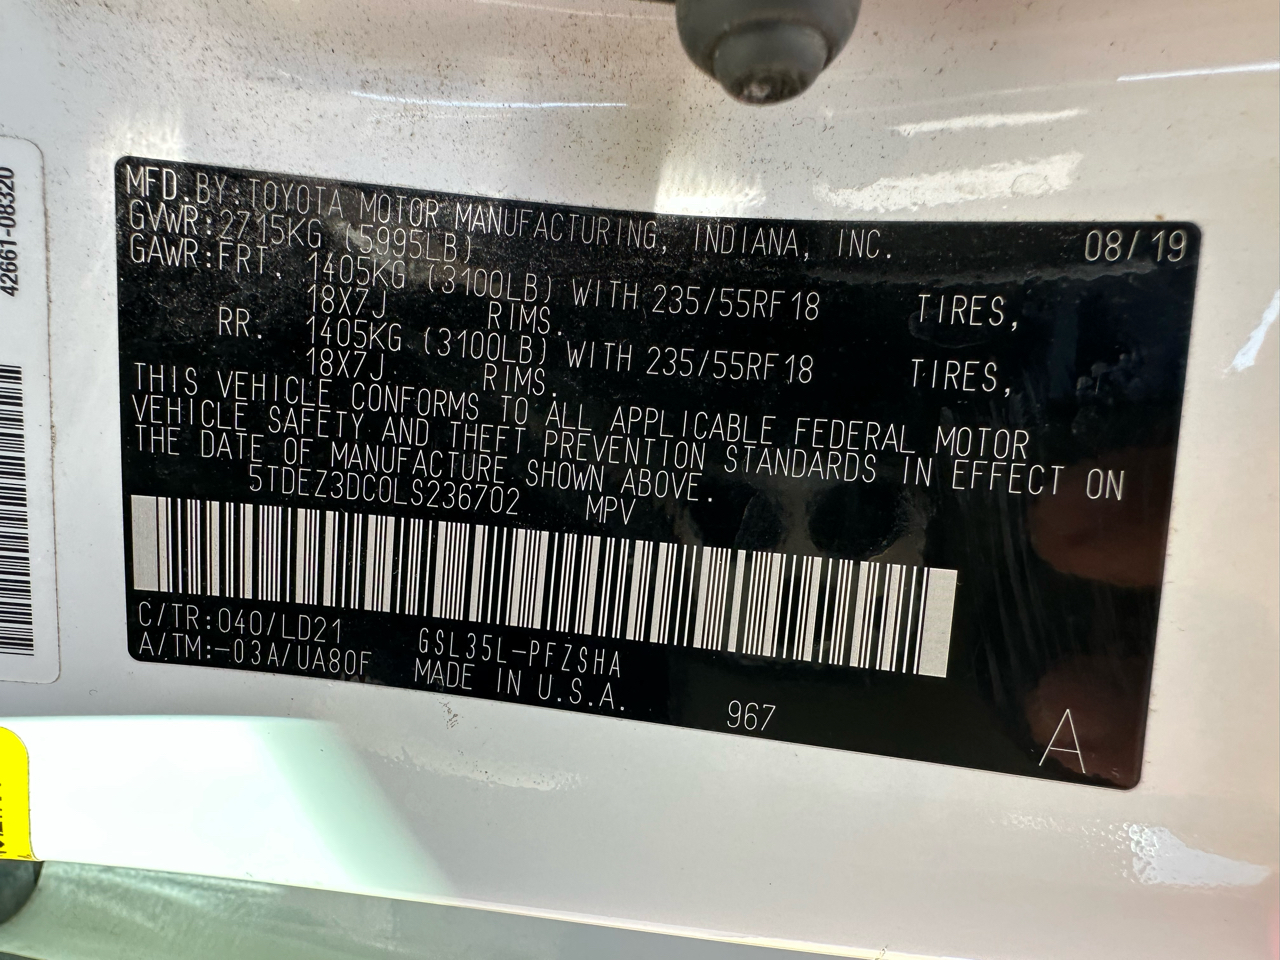 42661-08320
MFD. BY: TOYOTA MOTOR MANUFACTURING, INDIANA, INC. 08/19
GVWR: 2715KG (5995LB)
GAWR: FRT. 1405KG (3100LB) WITH 235/55RF18 TIRES,
18X7J RIMS.
RR. 1405KG (3100LB) WITH 235/55RF18 TIRES,
18X7J RIMS.
THIS VEHICLE CONFORMS TO ALL APPLICABLE FEDERAL MOTOR
VEHICLE SAFETY AND THEFT PREVENTION STANDARDS IN EFFECT ON
THE DATE OF MANUFACTURE SHOWN ABOVE.
5TDEZ3DC0LS236702 MPV
C/TR: 040/LD21 GSL35L-PFZSHA
A/TM:-03A/UA80F MADE IN U.S.A.
967
A